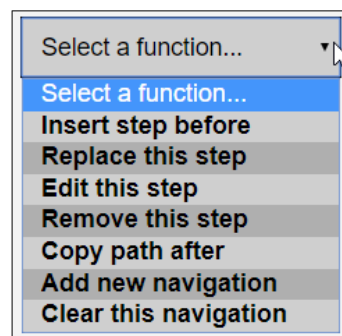 Select a function...
Select a function...
Insert step before
Replace this step
Edit this step
Remove this step
Copy path after
Add new navigation
Clear this navigation